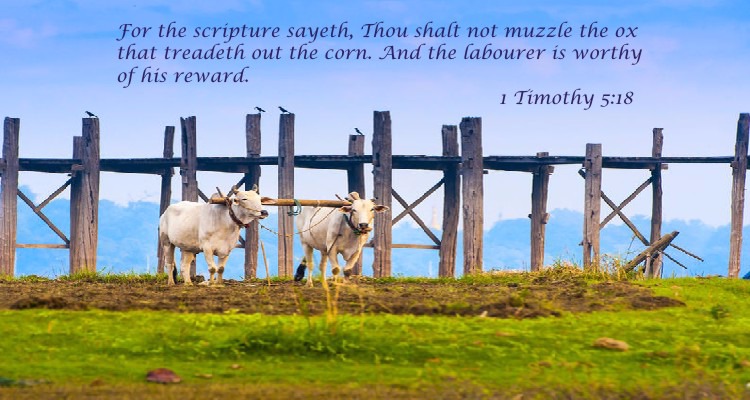 For the scripture sayeth, Thou shalt not muzzle the ox
that treadeth out the corn. And the labourer is worthy
of his reward.
1 Timothy 5:18